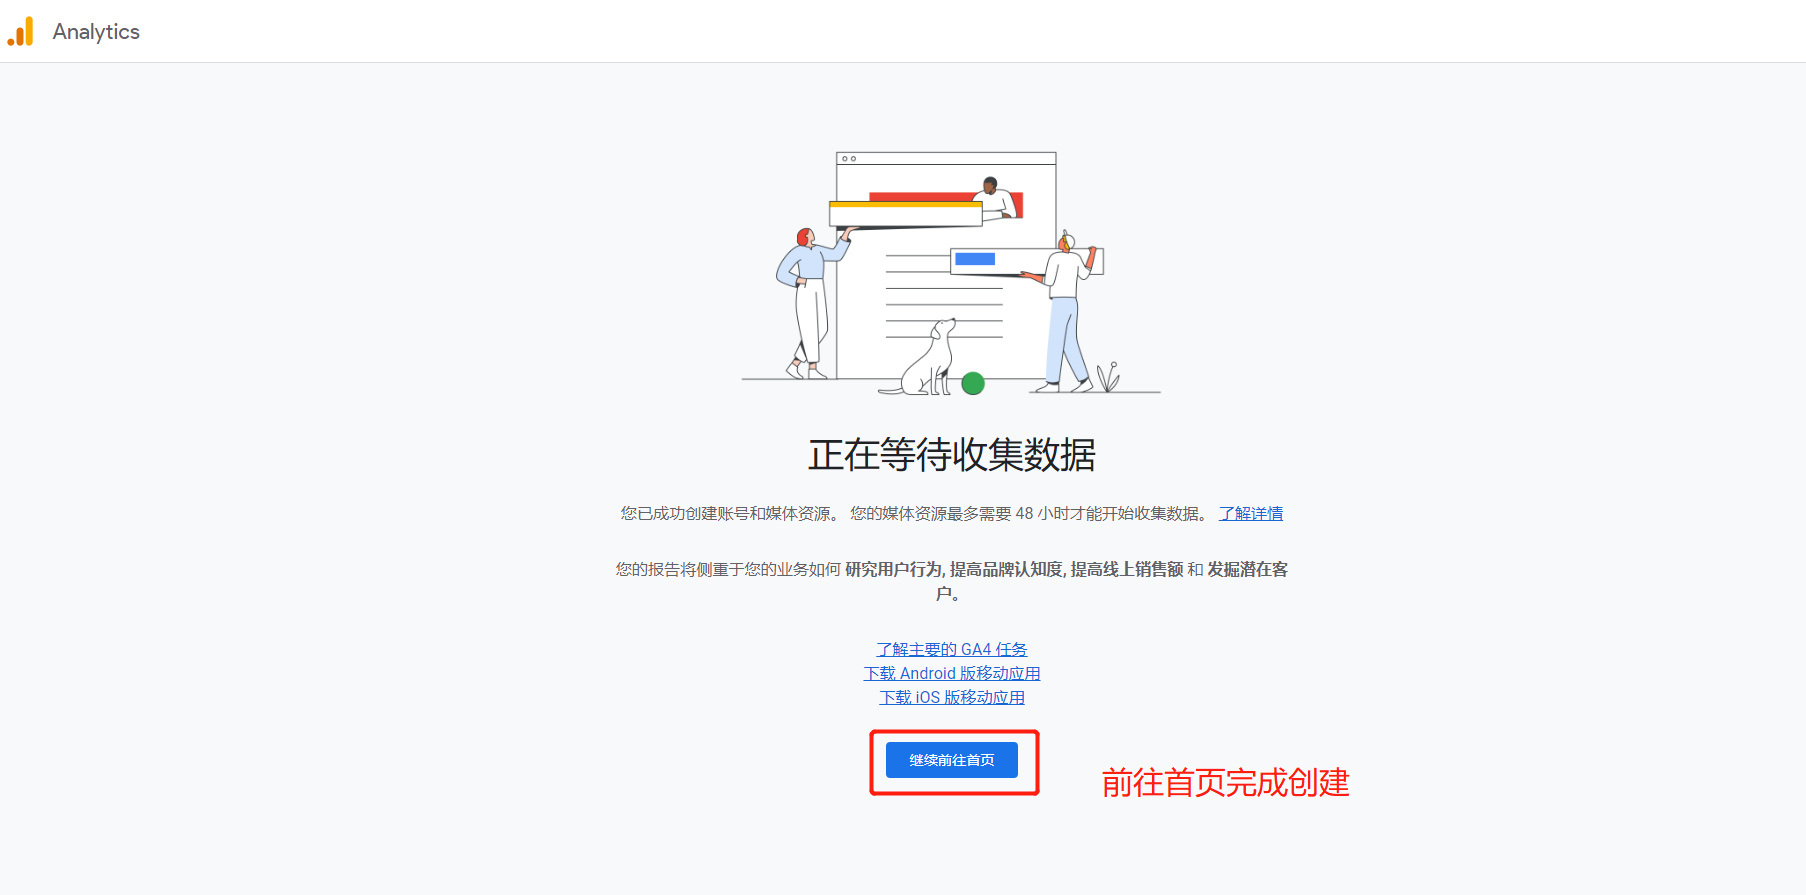 Analytics
正在等待收集数据
您已成功创建账号和媒体资源。 您的媒体资源最多需要 48 小时才能开始收集数据。 了解详情
您的报告将侧重于您的业务如何 研究用户行为, 提高品牌认知度, 提高线上销售额 和 发掘潜在客
户。
了解主要的 GA4 任务
下载 Android 版移动应用
下载 iOS 版移动应用
继续前往首页
前往首页完成创建